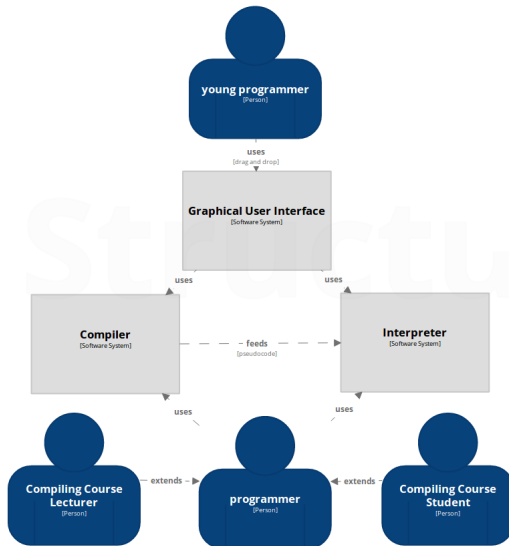 young programmer
[Person]
uses
[drag and drop]
Graphical User Interface
[Software System]
Structu
uses
uses
Compiler
[Software System]
feeds
[pseudocode]
Interpreter
[Software System]
uses
uses
Compiling Course
Lecturer
[Person]
extends
programmer
[Person]
extends
Compiling Course
Student
[Person]